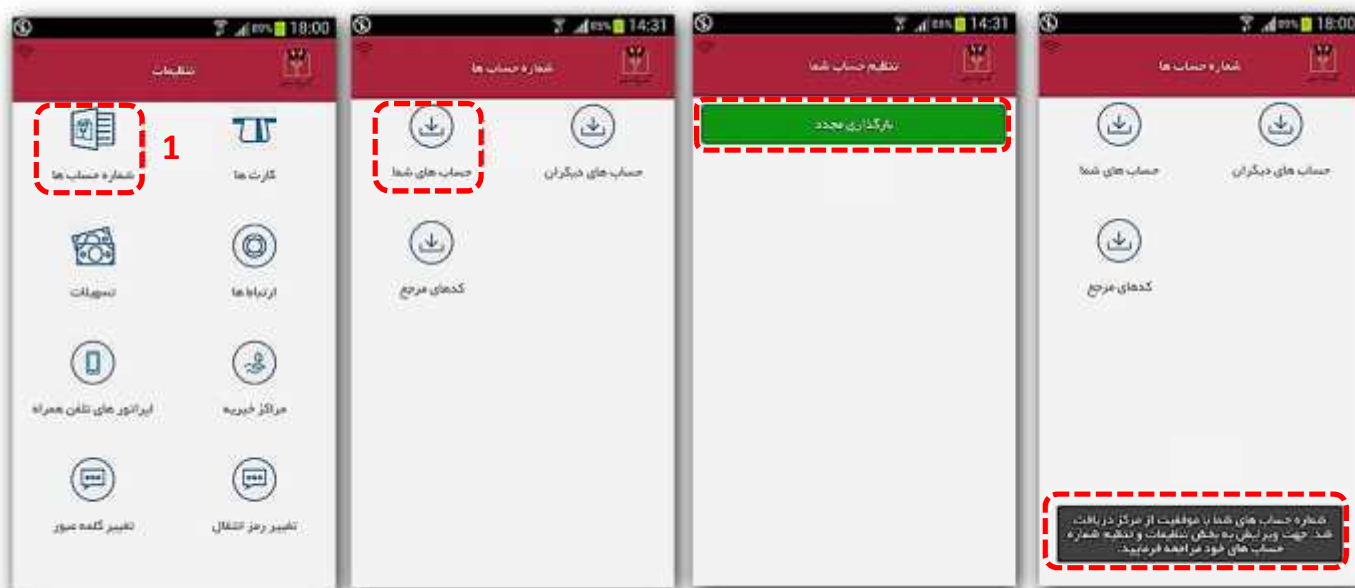 89% 18:00
تنظیمات
شماره حساب ها
1
کارت ها
تسهیلات
ارتباط ها
اپراتور های تلفن همراه
مراکز خیریه
تغییر کلمه عبور
تغییر رمز انتقال
89% 14:31
شماره حساب ها
حساب های شما
حساب های دیگران
کدهای مرجع
88% 14:31
تنظیم حساب شما
بارگذاری مجدد
89% 18:00
شماره حساب ها
حساب های شما
حساب های دیگران
کدهای مرجع
شماره حساب های شما با موفقیت از مرکز دریافت
شد. جهت ویرایش به بخش تنظیمات و تنظیم شماره
حساب های خود مراجعه فرمایید.